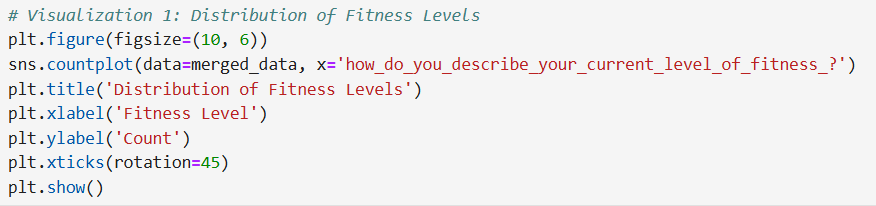 # Visualization 1: Distribution of Fitness Levels
plt.figure(figsize=(10, 6))
sns.countplot(data=merged_data, x='how_do_you_describe_your_current_level_of_fitness_?')
plt.title('Distribution of Fitness Levels')
plt.xlabel('Fitness Level')
plt.ylabel('Count')
plt.xticks(rotation=45)
plt.show()